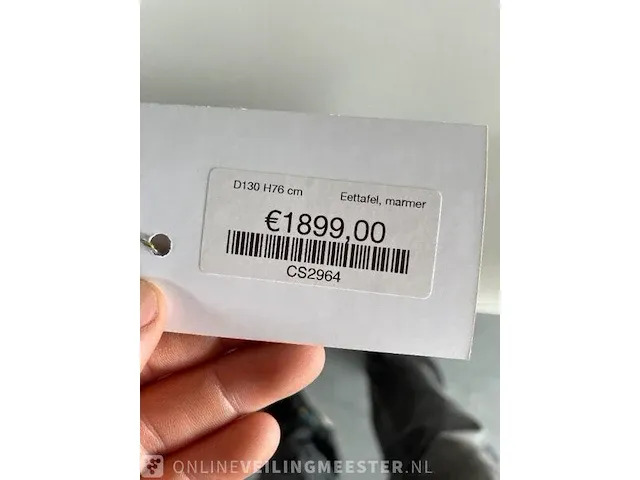 D130 H76 cm Eettafel, marmer
€1899,00
CS2964
ONLINEVEILINGMEESTER.NL